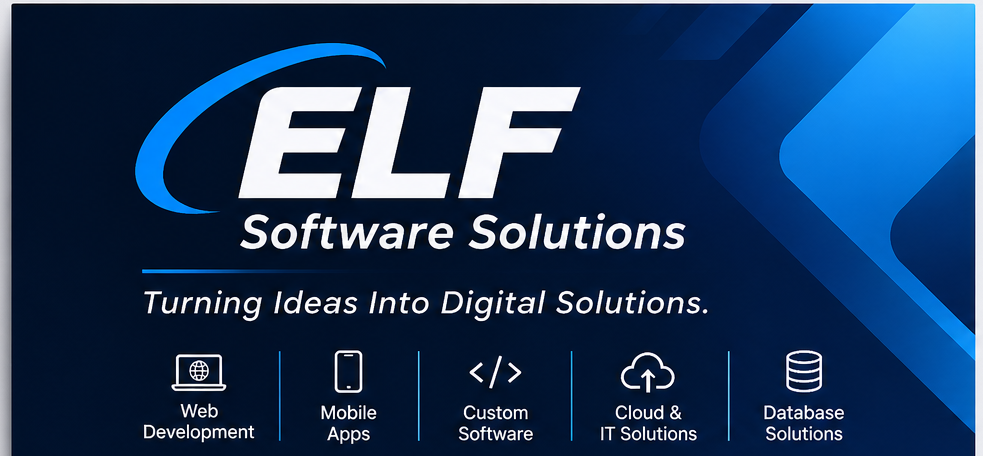 ELF
Software Solutions
Turning Ideas Into Digital Solutions.
Web
Development
Mobile
Apps
</>
Custom
Software
Cloud &
IT Solutions
Database
Solutions